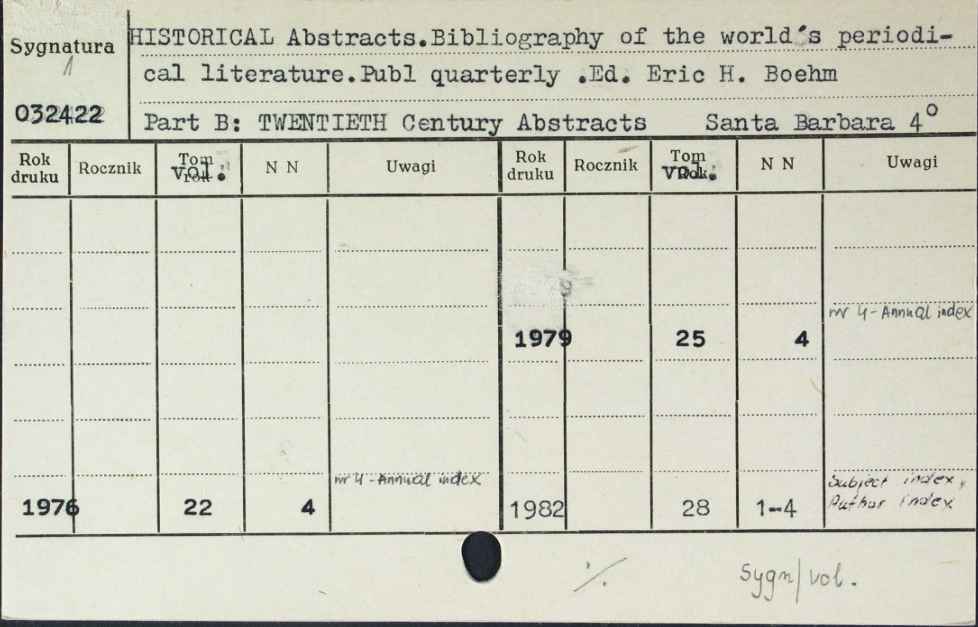 Sygnatura HISTORICAL Abstracts.Bibliography of the world's periodi-
1 cal literature.Publ quarterly .Ed. Eric H. Boehm
032422 Part B: TWENTIETH Century Abstracts Santa Barbara 4°
Rok druku Rocznik Tom rok vol. N N Uwagi Rok druku Rocznik Tom Rok vol. N N Uwagi
nr 4-Annual index
1979 25 4
nr 4-Annual index Subject index,
1976 22 4 1982 28 1-4 Author index
./. Sygn/vol.